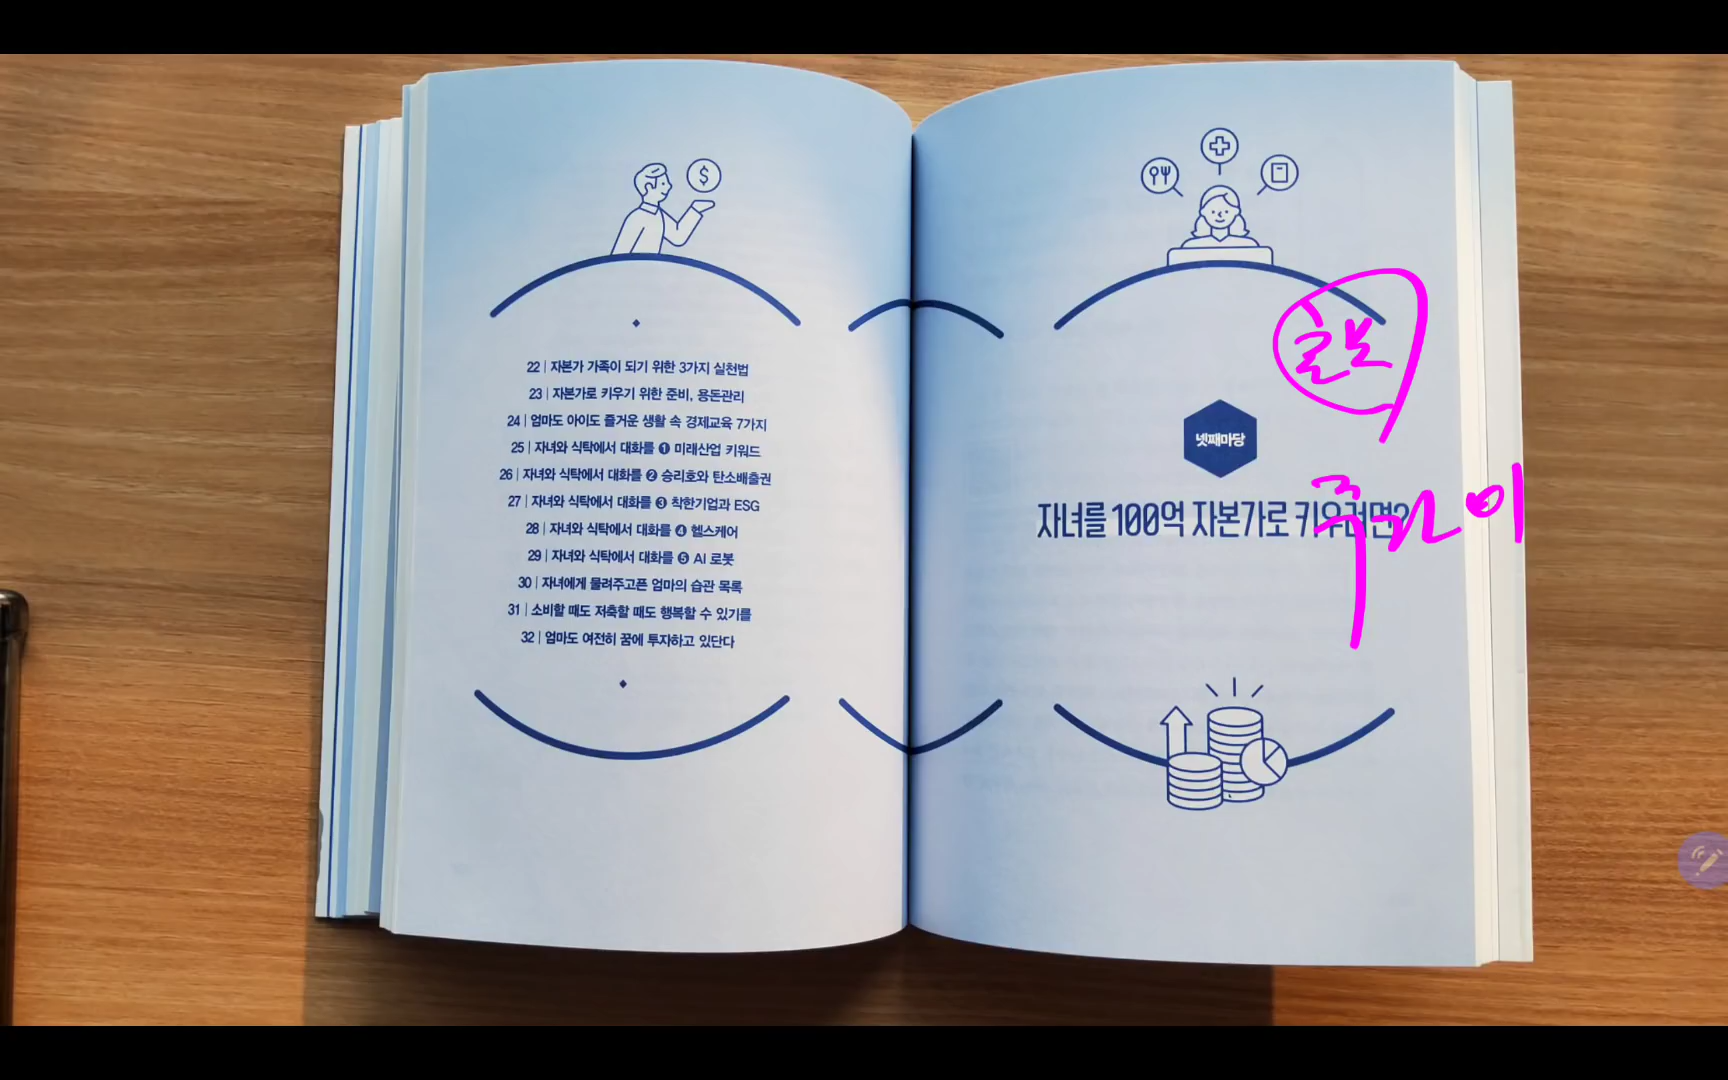 22 | 자본가 가족이 되기 위한 3가지 실천법
23 | 자본가로 키우기 위한 준비, 용돈관리
24 | 엄마도 아이도 즐거운 생활 속 경제교육 7가지
25 | 자녀와 식탁에서 대화를 ❶ 미래산업 키워드
26 | 자녀와 식탁에서 대화를 ❷ 승리호와 탄소배출권
27 | 자녀와 식탁에서 대화를 ❸ 착한기업과 ESG
28 | 자녀와 식탁에서 대화를 ❹ 헬스케어
29 | 자녀와 식탁에서 대화를 ❺ AI 로봇
30 | 자녀에게 물려주고픈 엄마의 습관 목록
31 | 소비할 때도 저축할 때도 행복할 수 있기를
32 | 엄마도 여전히 꿈에 투자하고 있단다
넷째마당
자녀를 100억 자본가로 키우려면?